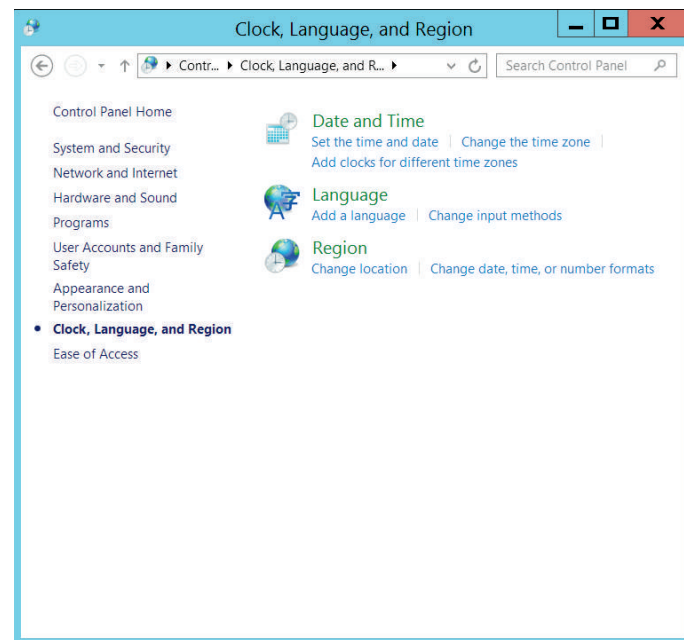 Clock, Language, and Region
Contr... Clock, Language, and R...
Search Control Panel
Control Panel Home
System and Security
Network and Internet
Hardware and Sound
Programs
User Accounts and Family
Safety
Appearance and
Personalization
Clock, Language, and Region
Ease of Access
Date and Time
Set the time and date Change the time zone
Add clocks for different time zones
Language
Add a language Change input methods
Region
Change location Change date, time, or number formats